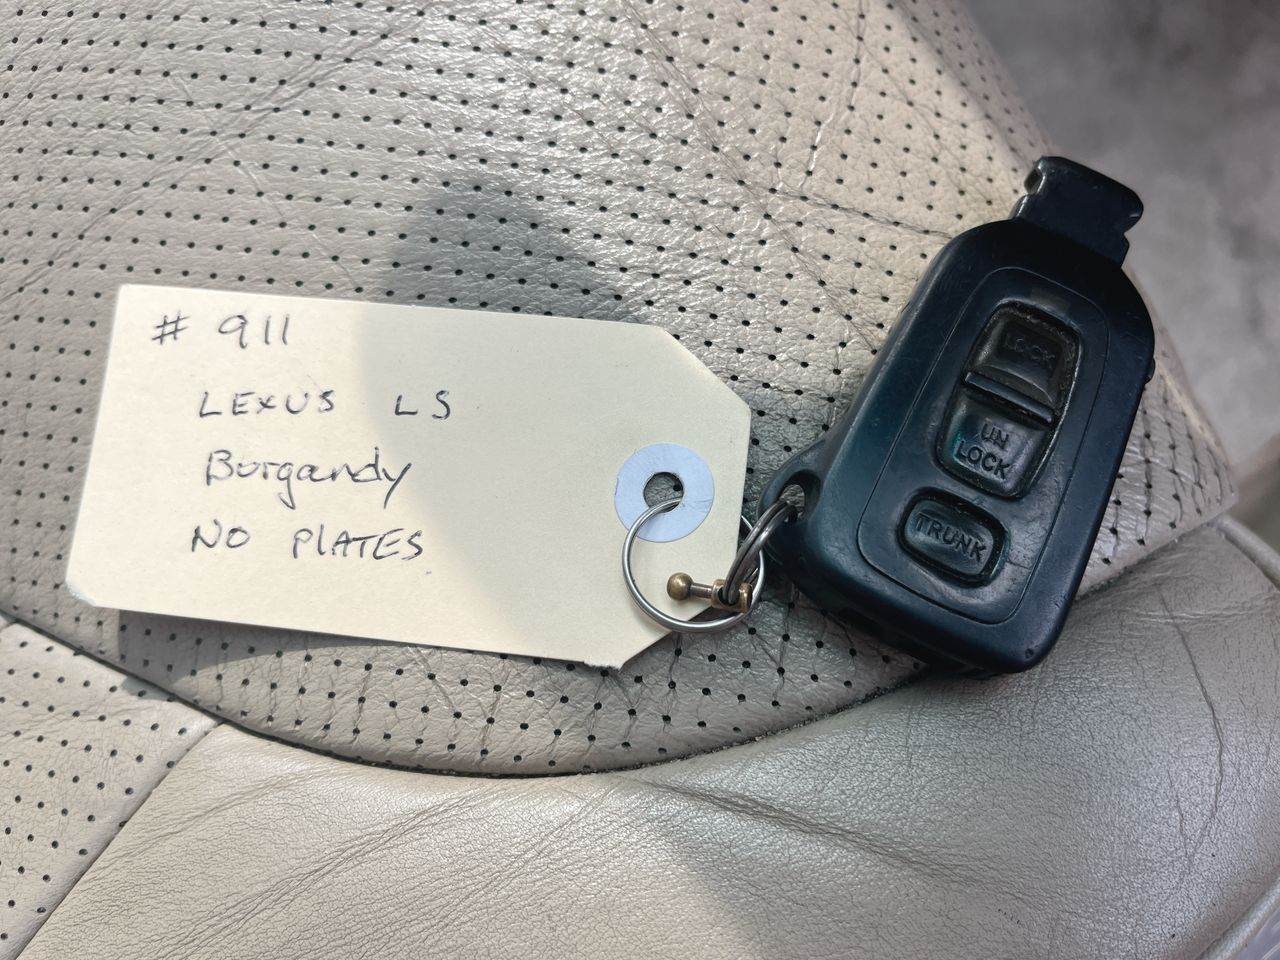 # 911
LEXUS LS
Burgandy
NO PlATES
LOCK
UN
LOCK
TRUNK